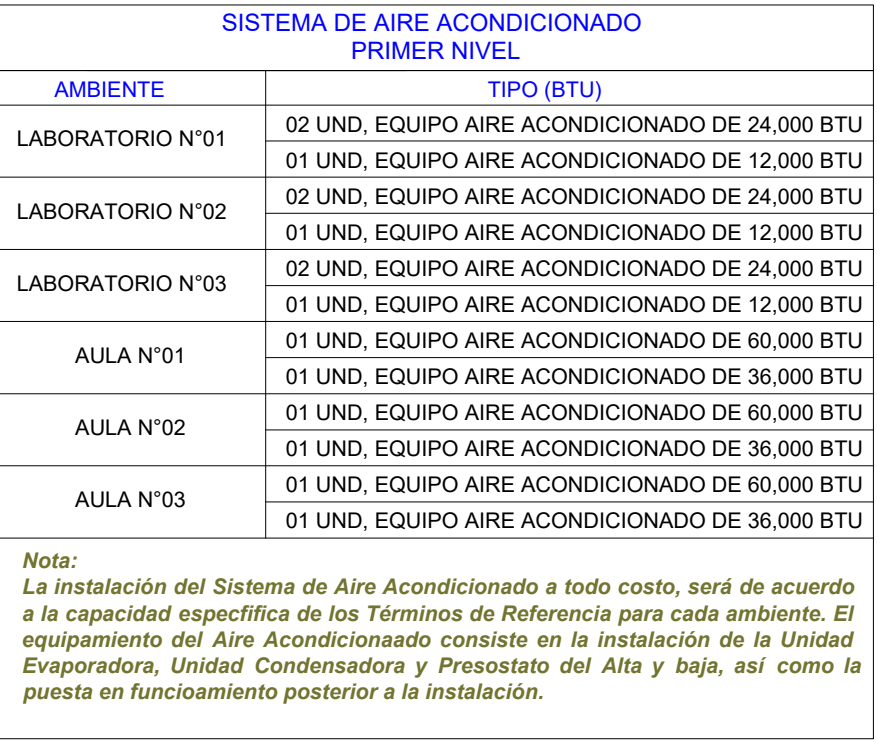 SISTEMA DE AIRE ACONDICIONADO
PRIMER NIVEL
AMBIENTE
TIPO (BTU)
LABORATORIO N°01
02 UND, EQUIPO AIRE ACONDICIONADO DE 24,000 BTU
01 UND, EQUIPO AIRE ACONDICIONADO DE 12,000 BTU
LABORATORIO N°02
02 UND, EQUIPO AIRE ACONDICIONADO DE 24,000 BTU
01 UND, EQUIPO AIRE ACONDICIONADO DE 12,000 BTU
LABORATORIO N°03
02 UND, EQUIPO AIRE ACONDICIONADO DE 24,000 BTU
01 UND, EQUIPO AIRE ACONDICIONADO DE 12,000 BTU
AULA N°01
01 UND, EQUIPO AIRE ACONDICIONADO DE 60,000 BTU
01 UND, EQUIPO AIRE ACONDICIONADO DE 36,000 BTU
AULA N°02
01 UND, EQUIPO AIRE ACONDICIONADO DE 60,000 BTU
01 UND, EQUIPO AIRE ACONDICIONADO DE 36,000 BTU
AULA N°03
01 UND, EQUIPO AIRE ACONDICIONADO DE 60,000 BTU
01 UND, EQUIPO AIRE ACONDICIONADO DE 36,000 BTU
Nota:
La instalación del Sistema de Aire Acondicionado a todo costo, será de acuerdo
a la capacidad especfifica de los Términos de Referencia para cada ambiente. El
equipamiento del Aire Acondicionaado consiste en la instalación de la Unidad
Evaporadora, Unidad Condensadora y Presostato del Alta y baja, así como la
puesta en funcioamiento posterior a la instalación.